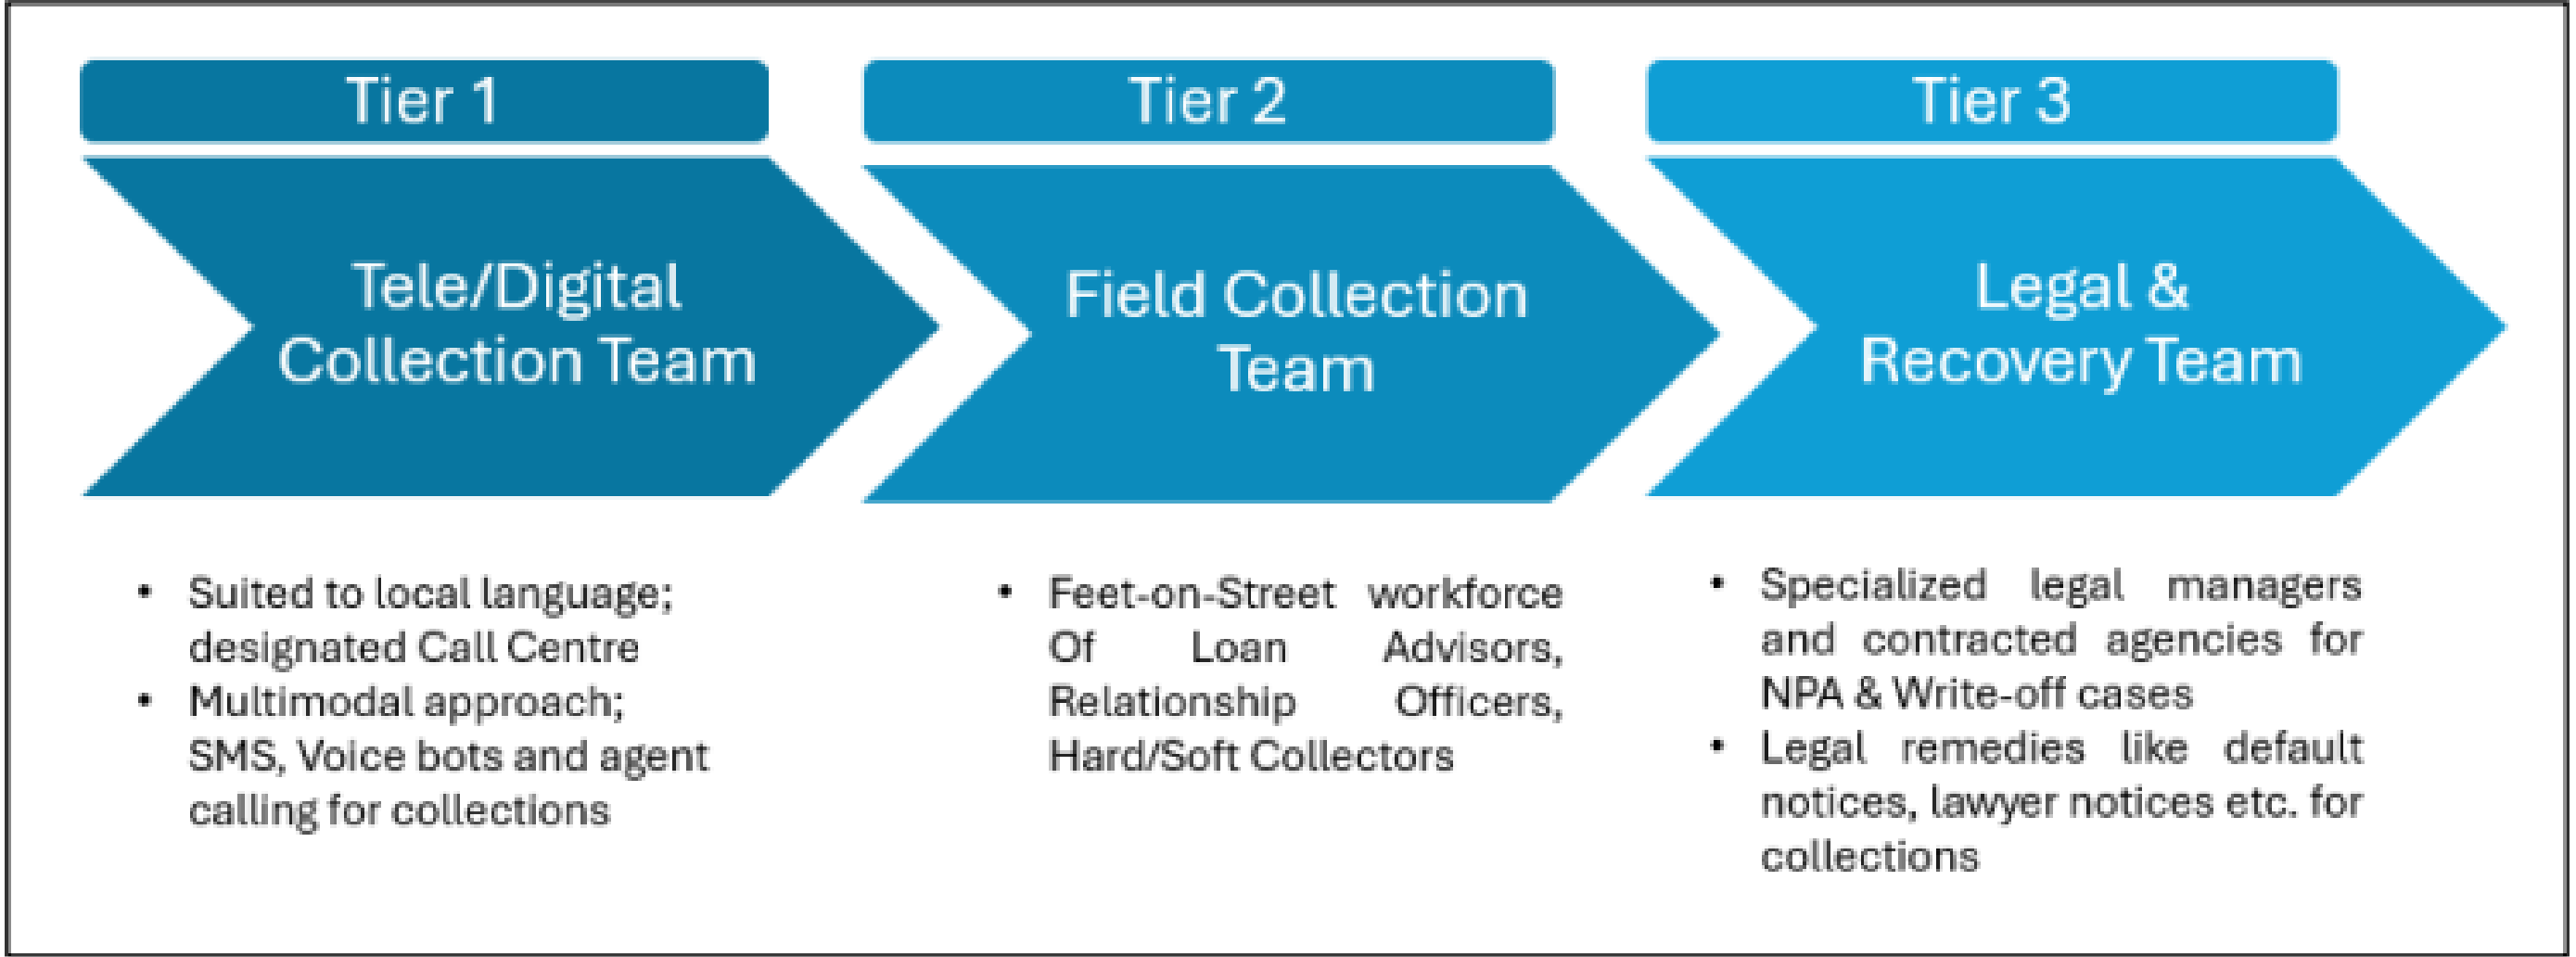 Tier 1
Tele/Digital
Collection Team
• Suited to local language;
designated Call Centre
• Multimodal approach;
SMS, Voice bots and agent
calling for collections
Tier 2
Field Collection
Team
• Feet-on-Street workforce
Of Loan Advisors,
Relationship Officers,
Hard/Soft Collectors
Tier 3
Legal &
Recovery Team
• Specialized legal managers
and contracted agencies for
NPA & Write-off cases
• Legal remedies like default
notices, lawyer notices etc. for
collections